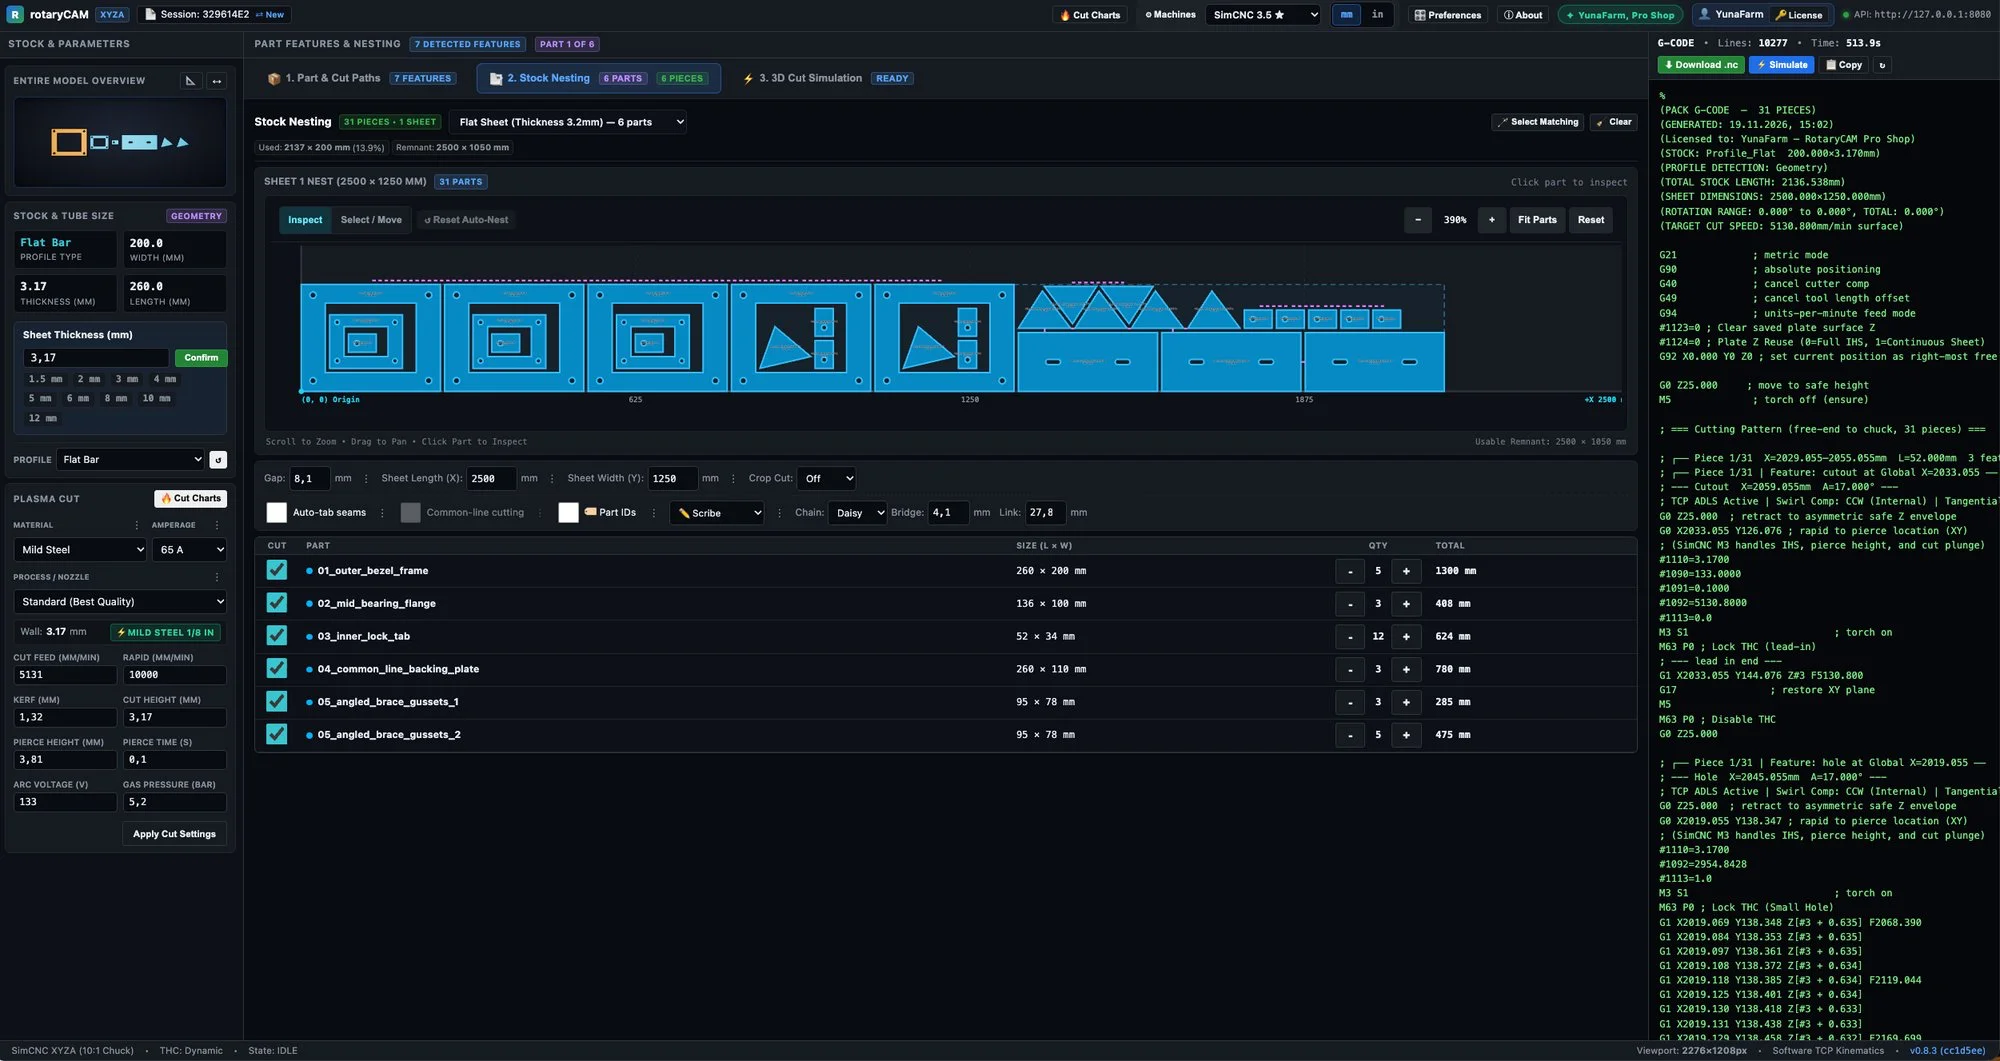 R rotaryCAM XYZA Session: 329614E2 ⇄ New Cut Charts Machines SimCNC 3.5 ★ mm in Preferences About + YunaFarm, Pro Shop YunaFarm License API: http://127.0.0.1:8080
STOCK & PARAMETERS
ENTIRE MODEL OVERVIEW
STOCK & TUBE SIZE GEOMETRY
Flat Bar 200.0
PROFILE TYPE WIDTH (MM)
3.17 260.0
THICKNESS (MM) LENGTH (MM)
Sheet Thickness (mm)
3,17 Confirm
1.5 mm 2 mm 3 mm 4 mm
5 mm 6 mm 8 mm 10 mm
12 mm
PROFILE Flat Bar
PLASMA CUT Cut Charts
MATERIAL AMPERAGE
Mild Steel 65 A
PROCESS / NOZZLE
Standard (Best Quality)
Wall: 3.17 mm MILD STEEL 1/8 IN
CUT FEED (MM/MIN) RAPID (MM/MIN)
5131 10000
KERF (MM) CUT HEIGHT (MM)
1,32 3,17
PIERCE HEIGHT (MM) PIERCE TIME (S)
3,81 0,1
ARC VOLTAGE (V) GAS PRESSURE (BAR)
133 5,2
Apply Cut Settings
PART FEATURES & NESTING 7 DETECTED FEATURES PART 1 OF 6
1. Part & Cut Paths 7 FEATURES 2. Stock Nesting 6 PARTS 6 PIECES 3. 3D Cut Simulation READY
Stock Nesting 31 PIECES • 1 SHEET Flat Sheet (Thickness 3.2mm) — 6 parts Select Matching Clear
Used: 2137 × 200 mm (13.9%) Remnant: 2500 × 1050 mm
SHEET 1 NEST (2500 × 1250 MM) 31 PARTS Click part to inspect
Inspect Select / Move ↺ Reset Auto-Nest − 390% + Fit Parts Reset
(0, 0) Origin 625 1250 1875 +X 2500
Scroll to Zoom • Drag to Pan • Click Part to Inspect Usable Remnant: 2500 × 1050 mm
Gap: 8,1 mm Sheet Length (X): 2500 mm Sheet Width (Y): 1250 mm Crop Cut: Off
Auto-tab seams Common-line cutting Part IDs Scribe Chain: Daisy Bridge: 4,1 mm Link: 27,8 mm
CUT PART SIZE (L × W) QTY TOTAL
01_outer_bezel_frame 260 × 200 mm - 5 + 1300 mm
02_mid_bearing_flange 136 × 100 mm - 3 + 408 mm
03_inner_lock_tab 52 × 34 mm - 12 + 624 mm
04_common_line_backing_plate 260 × 110 mm - 3 + 780 mm
05_angled_brace_gussets_1 95 × 78 mm - 3 + 285 mm
05_angled_brace_gussets_2 95 × 78 mm - 5 + 475 mm
G-CODE • Lines: 10277 • Time: 513.9s
Download .nc Simulate Copy ↻
%
(PACK G-CODE — 31 PIECES)
(GENERATED: 19.11.2026, 15:02)
(Licensed to: YunaFarm — RotaryCAM Pro Shop)
(STOCK: Profile_Flat 200.000×3.170mm)
(PROFILE DETECTION: Geometry)
(TOTAL STOCK LENGTH: 2136.538mm)
(SHEET DIMENSIONS: 2500.000×1250.000mm)
(ROTATION RANGE: 0.000° to 0.000°, TOTAL: 0.000°)
(TARGET CUT SPEED: 5130.800mm/min surface)
G21 ; metric mode
G90 ; absolute positioning
G40 ; cancel cutter comp
G49 ; cancel tool length offset
G94 ; units-per-minute feed mode
#1123=0 ; Clear saved plate surface Z
#1124=0 ; Plate Z Reuse (0=Full IHS, 1=Continuous Sheet)
G92 X0.000 Y0 Z0 ; set current position as right-most free
G0 Z25.000 ; move to safe height
M5 ; torch off (ensure)
; === Cutting Pattern (free-end to chuck, 31 pieces) ===
; ┌── Piece 1/31 X=2029.055–2055.055mm L=52.000mm 3 feat
; ┌── Piece 1/31 | Feature: cutout at Global X=2033.055 ——
; --- Cutout X=2059.055mm A=17.000° ---
; TCP ADLS Active | Swirl Comp: CCW (Internal) | Tangential
G0 Z25.000 ; retract to asymmetric safe Z envelope
G0 X2033.055 Y126.076 ; rapid to pierce location (XY)
; (SimCNC M3 handles IHS, pierce height, and cut plunge)
#1110=3.1700
#1090=133.0000
#1091=0.1000
#1092=5130.8000
#1113=0.0
M3 S1 ; torch on
M63 P0 ; Lock THC (lead-in)
; --- lead in end ---
G1 X2033.055 Y144.076 Z#3 F5130.800
G17 ; restore XY plane
M5
M63 P0 ; Disable THC
G0 Z25.000
; ┌── Piece 1/31 | Feature: hole at Global X=2019.055 ——
; --- Hole X=2045.055mm A=17.000° ---
; TCP ADLS Active | Swirl Comp: CCW (Internal) | Tangential
G0 Z25.000 ; retract to asymmetric safe Z envelope
G0 X2019.055 Y138.347 ; rapid to pierce location (XY)
; (SimCNC M3 handles IHS, pierce height, and cut plunge)
#1110=3.1700
#1092=2954.8428
#1113=1.0
M3 S1 ; torch on
M63 P0 ; Lock THC (Small Hole)
G1 X2019.069 Y138.348 Z[#3 + 0.635] F2068.390
G1 X2019.084 Y138.353 Z[#3 + 0.635]
G1 X2019.097 Y138.361 Z[#3 + 0.635]
G1 X2019.108 Y138.372 Z[#3 + 0.634]
G1 X2019.118 Y138.385 Z[#3 + 0.634] F2119.044
G1 X2019.125 Y138.401 Z[#3 + 0.634]
G1 X2019.130 Y138.418 Z[#3 + 0.633]
G1 X2019.131 Y138.438 Z[#3 + 0.633]
G1 X2019.129 Y138.458 Z[#3 + 0.632] F2169.699
SimCNC XYZA (10:1 Chuck) • THC: Dynamic • State: IDLE Viewport: 2276×1208px • Software TCP Kinematics • v0.8.3 (cc1d5ee)